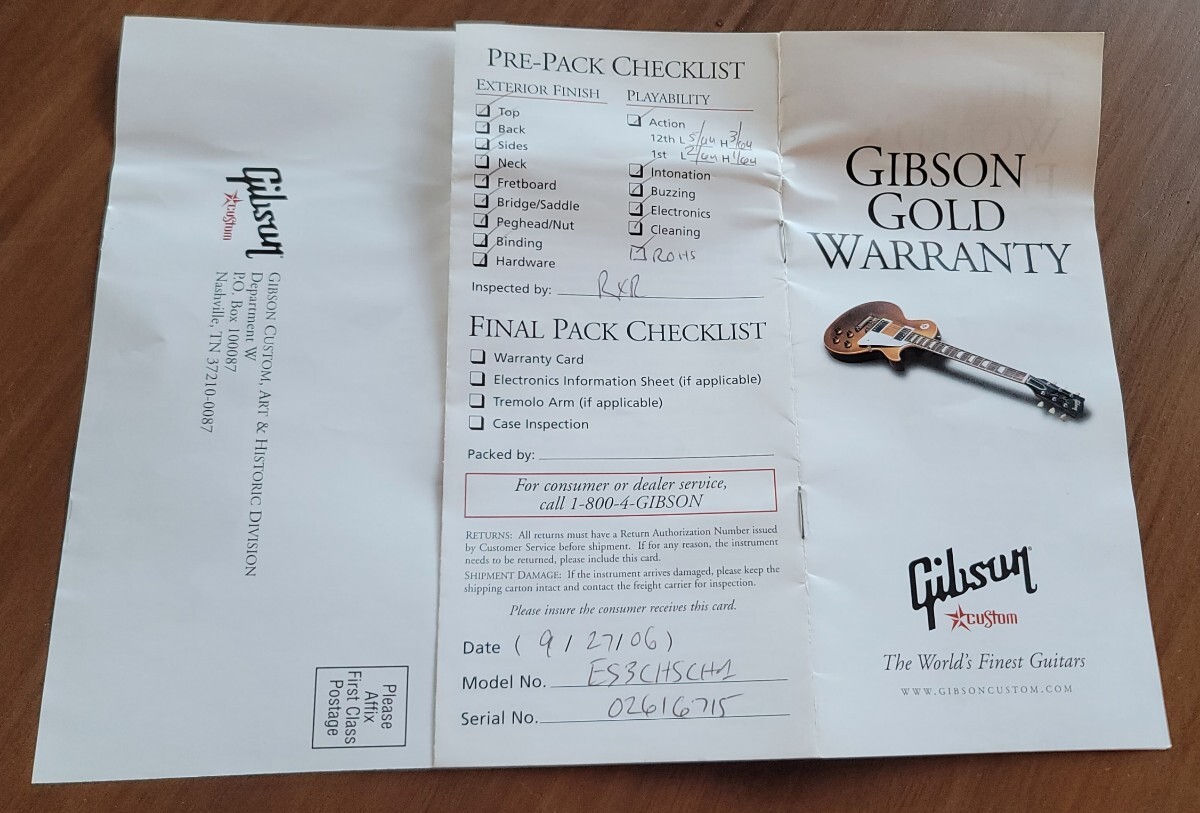 Gibson
Custom
GIBSON CUSTOM, ART & HISTORIC DIVISION
Department W
P.O. Box 100087
Nashville, TN 37210-0087
Please
Affix
First Class
Postage
PRE-PACK CHECKLIST
EXTERIOR FINISH
Top
Back
Sides
Neck
Fretboard
Bridge/Saddle
Peghead/Nut
Binding
Hardware
PLAYABILITY
Action
12th L 5/64 H 3/64
1st L 2/64 H 1/64
Intonation
Buzzing
Electronics
Cleaning
ROHS
Inspected by: RXR
FINAL PACK CHECKLIST
Warranty Card
Electronics Information Sheet (if applicable)
Tremolo Arm (if applicable)
Case Inspection
Packed by:
For consumer or dealer service,
call 1-800-4-GIBSON
RETURNS: All returns must have a Return Authorization Number issued
by Customer Service before shipment. If for any reason, the instrument
needs to be returned, please include this card.
SHIPMENT DAMAGE: If the instrument arrives damaged, please keep the
shipping carton intact and contact the freight carrier for inspection.
Please insure the consumer receives this card.
Date (9/27/06)
Model No. ES3CHSCH1
Serial No. 02616715
GIBSON
GOLD
WARRANTY
Gibson
Custom
The World's Finest Guitars
WWW.GIBSONCUSTOM.COM